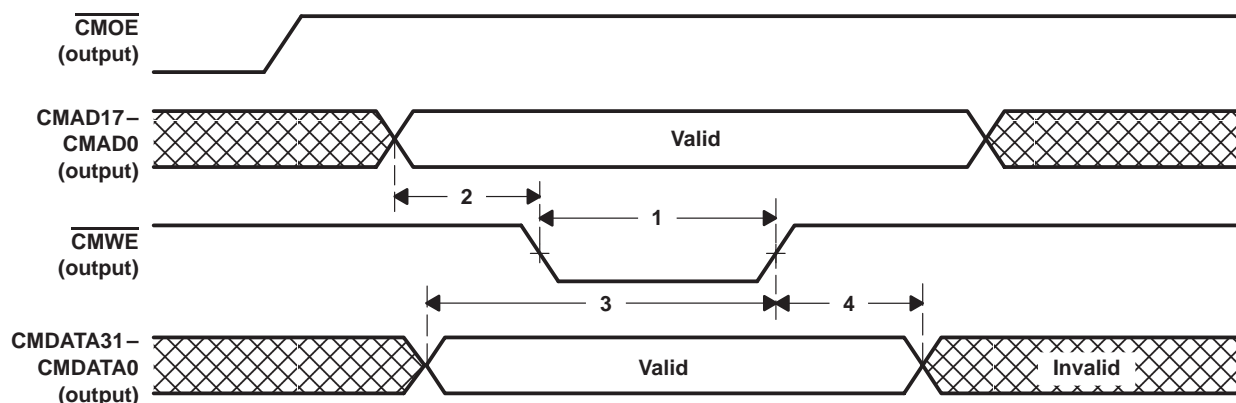 CMOE
(output)
CMAD17–
CMAD0
(output)
Valid
2
1
CMWE
(output)
3
4
CMDATA31–
CMDATA0
(output)
Valid
Invalid